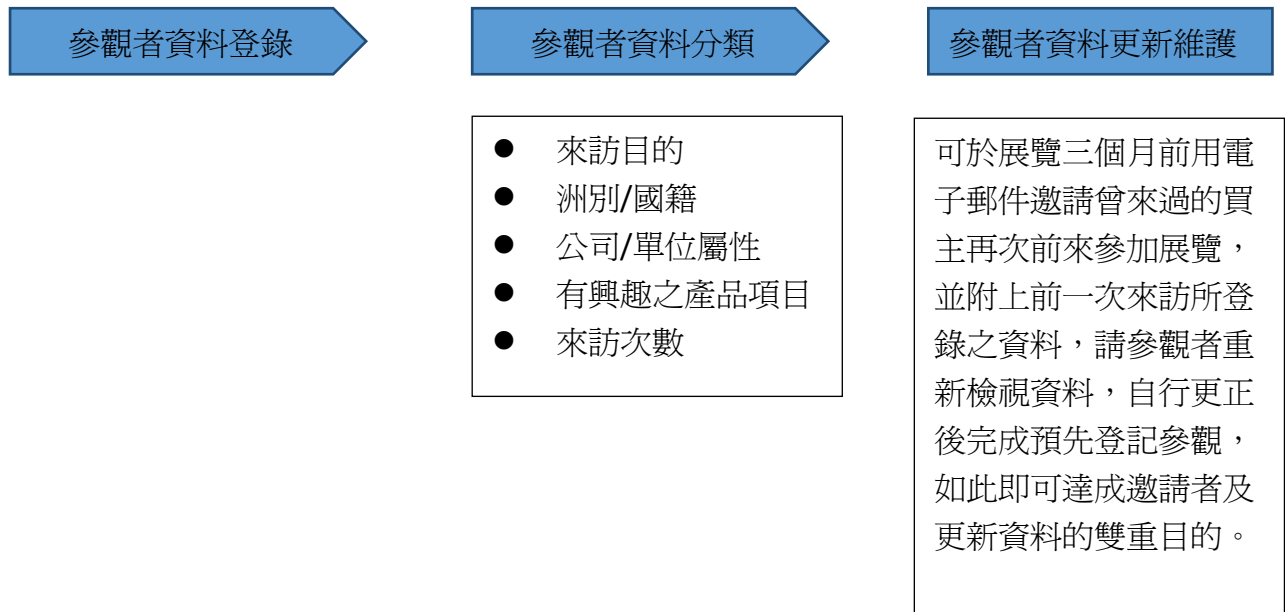 參觀者資料登錄
參觀者資料分類
參觀者資料更新維護
● 來訪目的
● 洲別/國籍
● 公司/單位屬性
● 有興趣之產品項目
● 來訪次數
可於展覽三個月前用電
子郵件邀請曾來過的買
主再次前來參加展覽，
並附上前一次來訪所登
錄之資料，請參觀者重
新檢視資料，自行更正
後完成預先登記參觀，
如此即可達成邀請者及
更新資料的雙重目的。